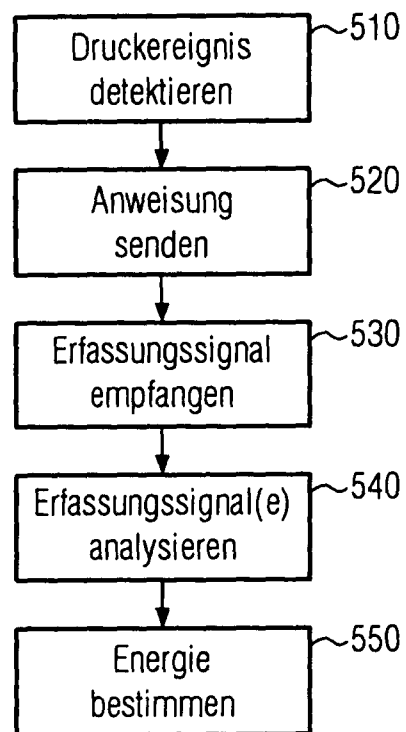 Druckereignis
detektieren
510
Anweisung
senden
520
Erfassungssignal
empfangen
530
Erfassungssignal(e)
analysieren
540
Energie
bestimmen
550